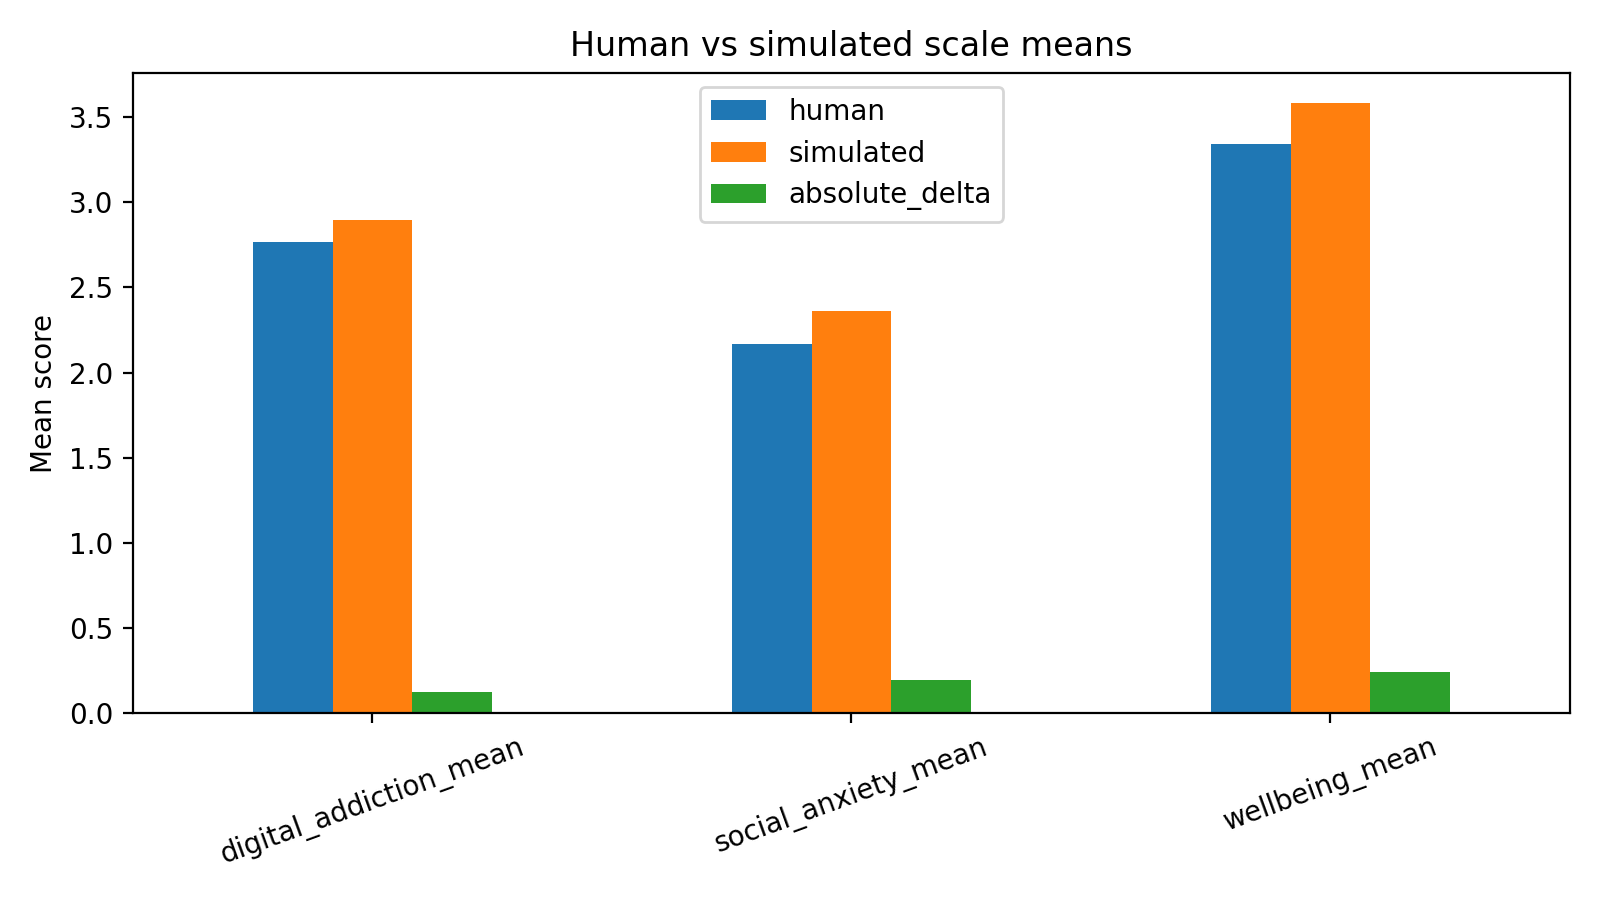 Human vs simulated scale means
human
simulated
absolute_delta
Mean score
3.5
3.0
2.5
2.0
1.5
1.0
0.5
0.0
digital_addiction_mean
social_anxiety_mean
wellbeing_mean